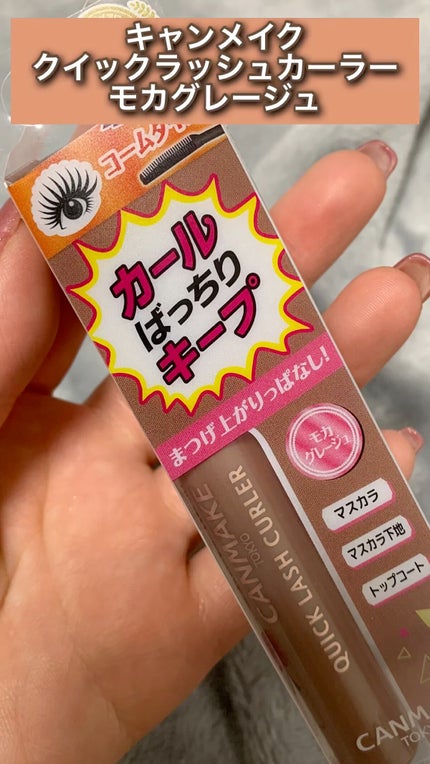 キャンメイク
クイックラッシュカーラー
モカグレージュ
コームタイ
カール
ばっちり
キープ
まつげ上がりっぱなし!
モカ
グレージュ
マスカラ
マスカラ下地
トップコート
CANMAKE
TOKYO
QUICK LASH CURLER
CANM
TOK